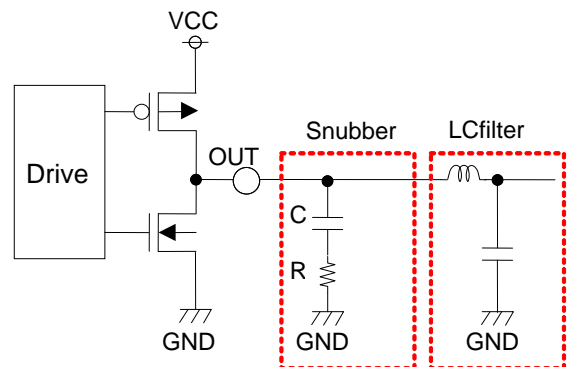 VCC
Snubber
LCfilter
OUT
Drive
C
R
GND
GND
GND